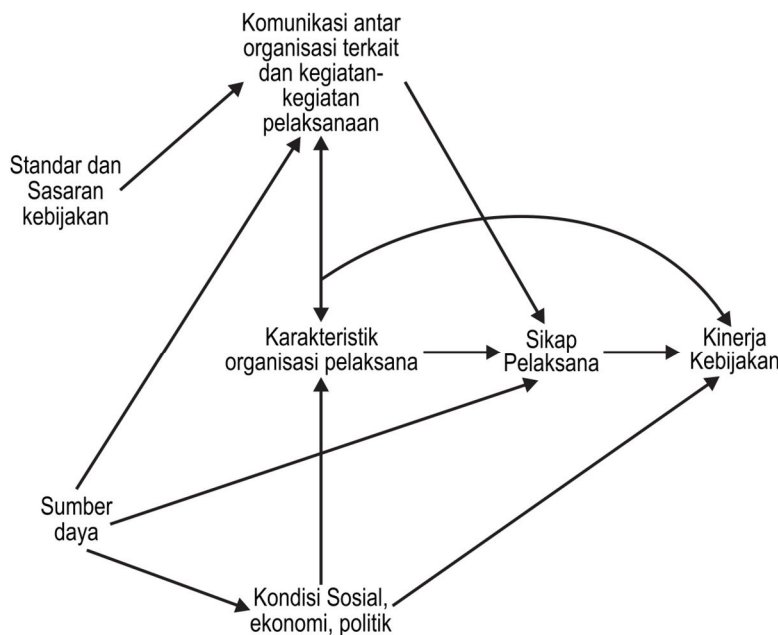 Komunikasi antar
organisasi terkait
dan kegiatan-
kegiatan
pelaksanaan
Standar dan
Sasaran
kebijakan
Karakteristik
organisasi pelaksana
Sikap
Pelaksana
Kinerja
Kebijakan
Sumber
daya
Kondisi Sosial,
ekonomi, politik